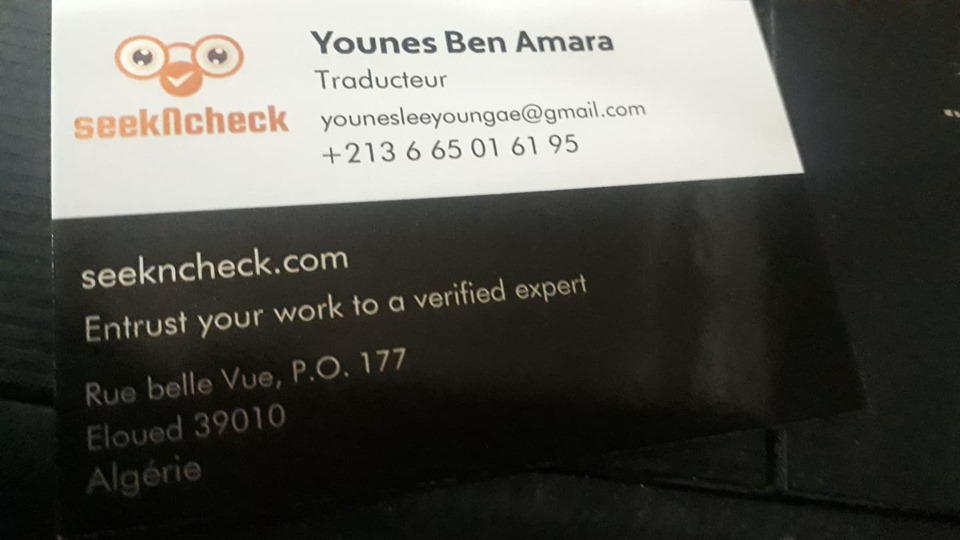 seekncheck
Younes Ben Amara
Traducteur
younesleeyoungae@gmail.com
+213 6 65 01 61 95
seekncheck.com
Entrust your work to a verified expert
Rue belle Vue, P.O. 177
Eloued 39010
Algérie